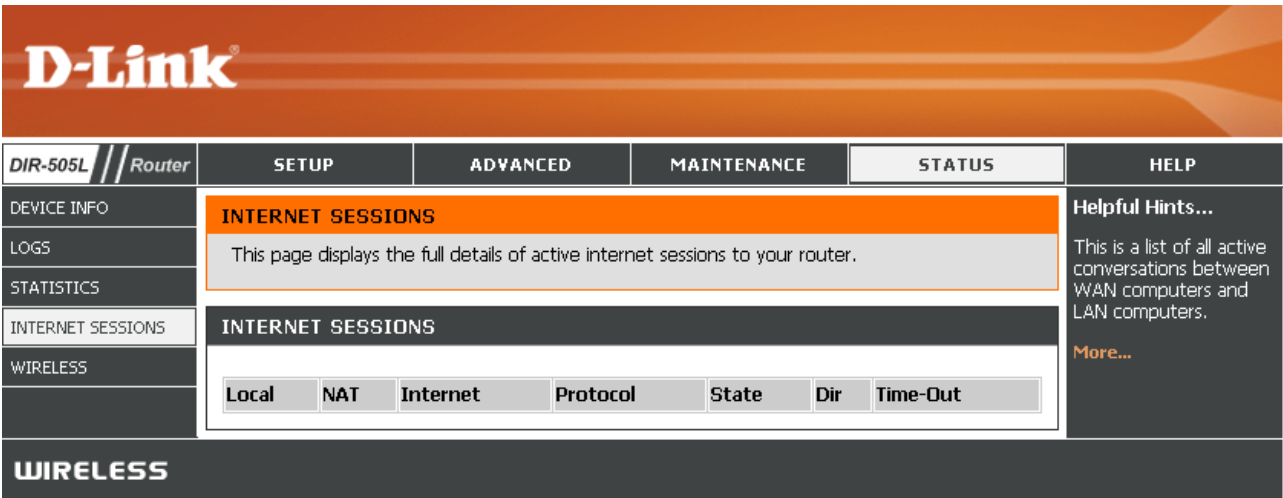 D-Link®
DIR-505L // Router
SETUP
ADVANCED
MAINTENANCE
STATUS
HELP
DEVICE INFO
LOGS
STATISTICS
INTERNET SESSIONS
WIRELESS
INTERNET SESSIONS
This page displays the full details of active internet sessions to your router.
INTERNET SESSIONS
Local NAT Internet Protocol State Dir Time-Out
Helpful Hints...
This is a list of all active
conversations between
WAN computers and
LAN computers.
More...
WIRELESS